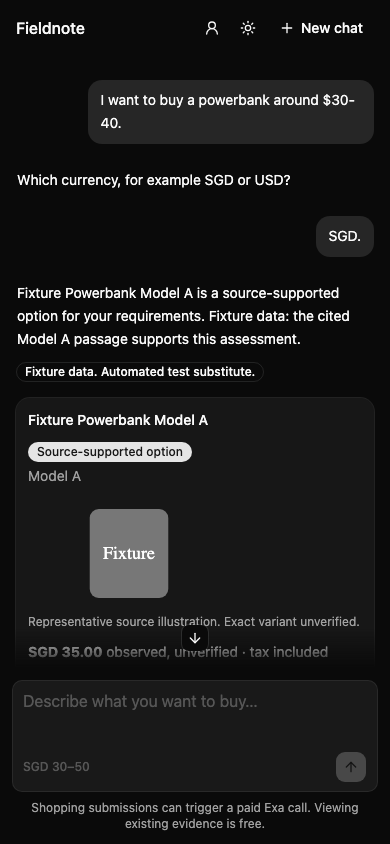 Fieldnote
New chat
I want to buy a powerbank around $30-
40.
Which currency, for example SGD or USD?
SGD.
Fixture Powerbank Model A is a source-supported
option for your requirements. Fixture data: the cited
Model A passage supports this assessment.
Fixture data. Automated test substitute.
Fixture Powerbank Model A
Source-supported option
Model A
Fixture
Representative source illustration. Exact variant unverified.
SGD 35.00 observed, unverified · tax included
Describe what you want to buy...
SGD 30–50
Shopping submissions can trigger a paid Exa call. Viewing
existing evidence is free.